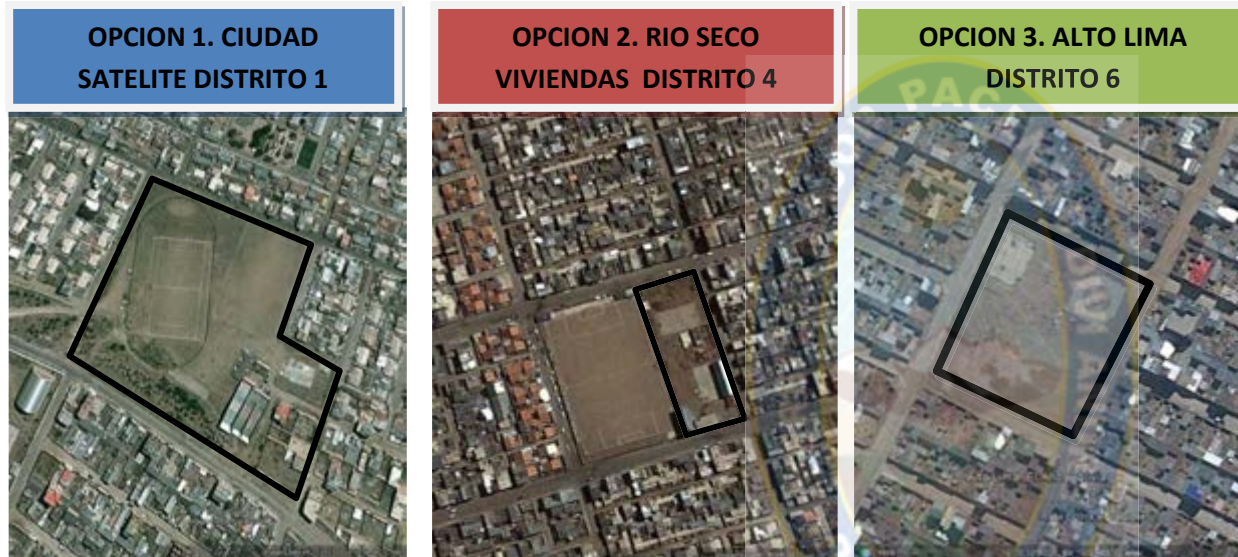 OPCION 1. CIUDAD
SATELITE DISTRITO 1
OPCION 2. RIO SECO
VIVIENDAS DISTRITO 4
OPCION 3. ALTO LIMA
DISTRITO 6
PAC